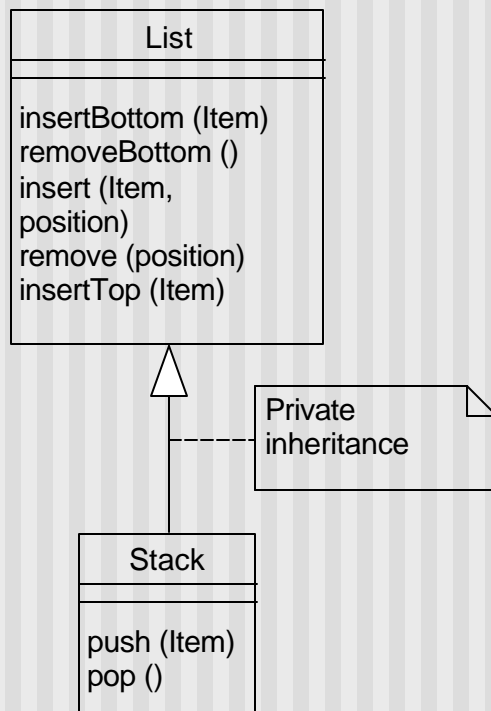 List
insertBottom (Item)
removeBottom ()
insert (Item,
position)
remove (position)
insertTop (Item)
Private
inheritance
Stack
push (Item)
pop ()